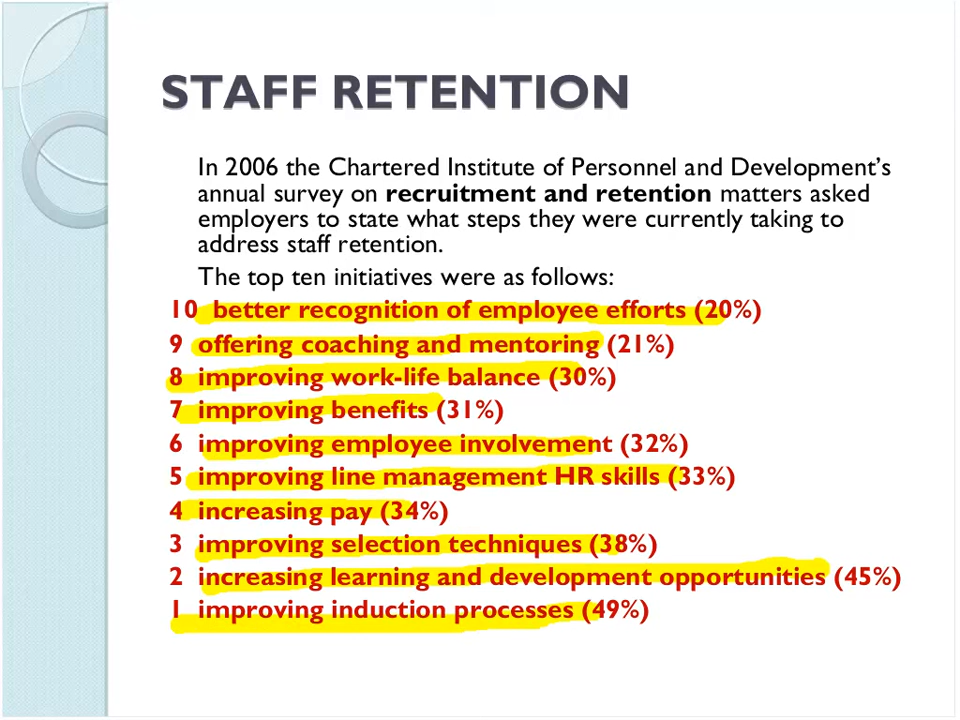 STAFF RETENTION
In 2006 the Chartered Institute of Personnel and Development’s
annual survey on recruitment and retention matters asked
employers to state what steps they were currently taking to
address staff retention.
The top ten initiatives were as follows:
10 better recognition of employee efforts (20%)
9 offering coaching and mentoring (21%)
8 improving work-life balance (30%)
7 improving benefits (31%)
6 improving employee involvement (32%)
5 improving line management HR skills (33%)
4 increasing pay (34%)
3 improving selection techniques (38%)
2 increasing learning and development opportunities (45%)
1 improving induction processes (49%)